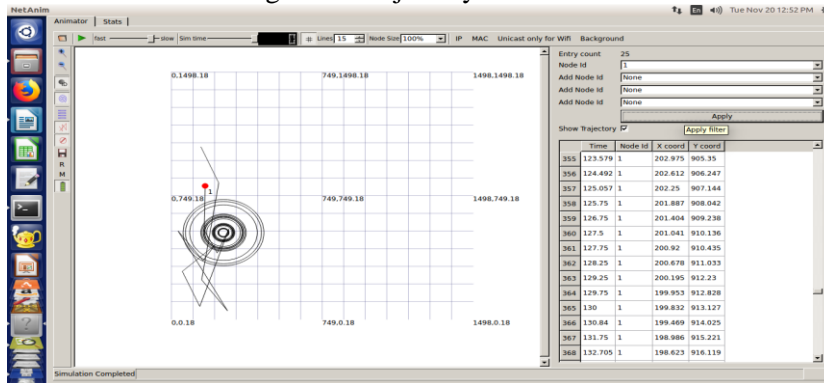 NetAnim
En
Tue Nov 20 12:52 PM
Animator
Stats
fast
slow
Sim time
Lines
15
Node Size
100%
IP
MAC
Unicast only for Wifi
Background
R
M
0,1498.18
749,1498.18
1498,1498.18
1
0,749.18
749,749.18
1498,749.18
0,0.18
749,0.18
1498,0.18
Entry count 25
Node Id 1
Add Node Id None
Add Node Id None
Add Node Id None
Apply
Show Trajectory
Apply filter
Time Node Id X coord Y coord
355 123.579 1 202.975 905.35
356 124.492 1 202.612 906.247
357 125.057 1 202.25 907.144
358 125.75 1 201.887 908.042
359 126.75 1 201.404 909.238
360 127.5 1 201.041 910.136
361 127.75 1 200.92 910.435
362 128.25 1 200.678 911.033
363 129.25 1 200.195 912.23
364 129.75 1 199.953 912.828
365 130 1 199.832 913.127
366 130.84 1 199.469 914.025
367 131.75 1 198.986 915.221
368 132.705 1 198.623 916.119
Simulation Completed